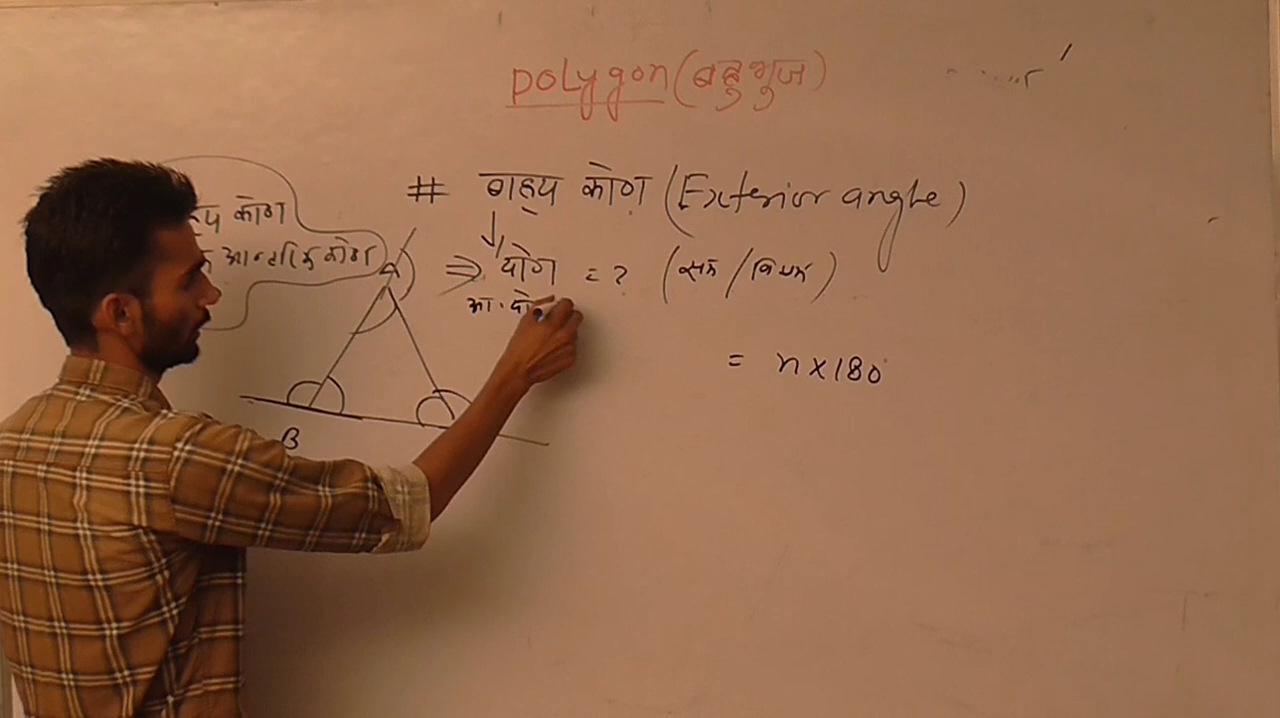 polygon (बहुभुज)
# बाह्य कोण (Exterior angle)
कोण
आन्तरिक कोण
⇒ योग = ? (सम / विषम)
आ.
= n×180°
B